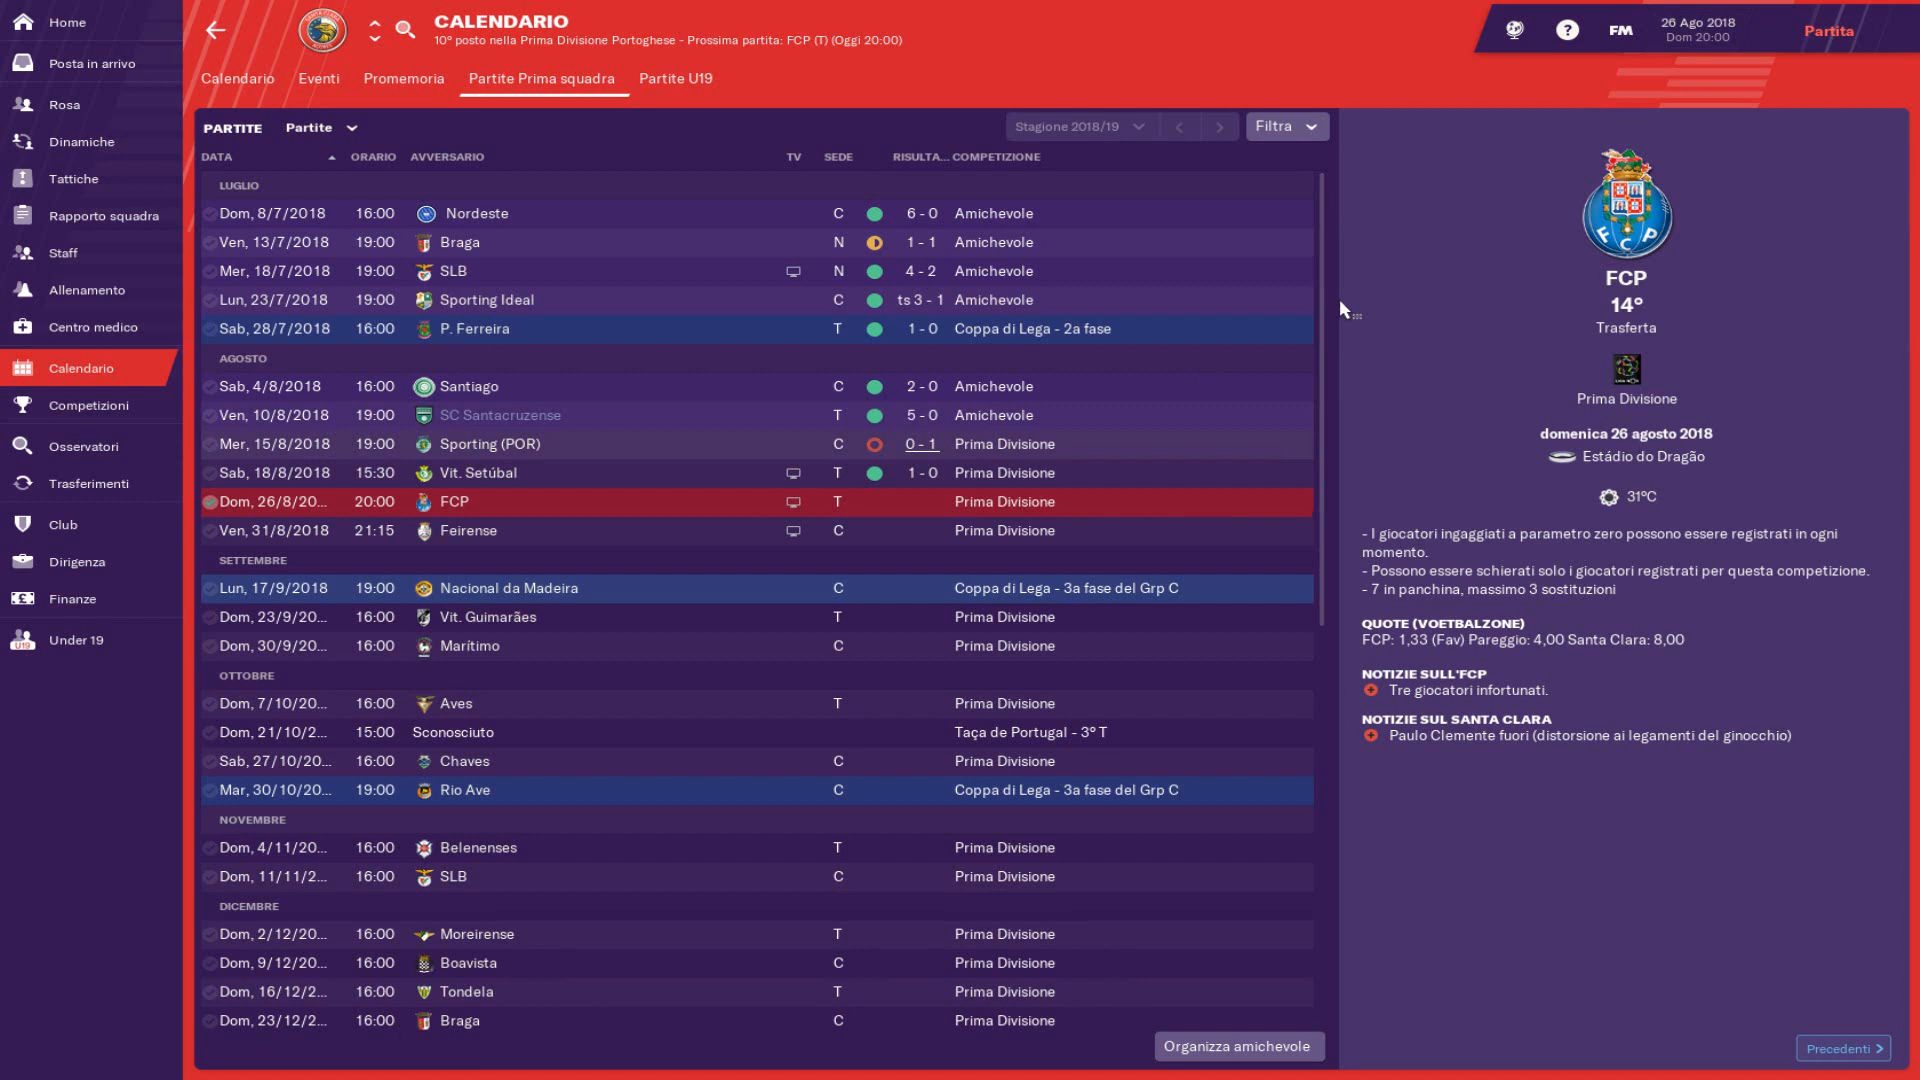 Home
Posta in arrivo
Rosa
Dinamiche
Tattiche
Rapporto squadra
Staff
Allenamento
Centro medico
Calendario
Competizioni
Osservatori
Trasferimenti
Club
Dirigenza
Finanze
U19 Under 19
CALENDARIO
10° posto nella Prima Divisione Portoghese - Prossima partita: FCP (T) (Oggi 20:00)
FM
26 Ago 2018
Dom 20:00
Partita
Calendario Eventi Promemoria Partite Prima squadra Partite U19
PARTITE Partite Stagione 2018/19 Filtra
DATA ORARIO AVVERSARIO TV SEDE RISULTA... COMPETIZIONE
LUGLIO
Dom, 8/7/2018 16:00 Nordeste C 6 - 0 Amichevole
Ven, 13/7/2018 19:00 Braga N 1 - 1 Amichevole
Mer, 18/7/2018 19:00 SLB N 4 - 2 Amichevole
Lun, 23/7/2018 19:00 Sporting Ideal C ts 3 - 1 Amichevole
Sab, 28/7/2018 16:00 P. Ferreira T 1 - 0 Coppa di Lega - 2a fase
AGOSTO
Sab, 4/8/2018 16:00 Santiago C 2 - 0 Amichevole
Ven, 10/8/2018 19:00 SC Santacruzense T 5 - 0 Amichevole
Mer, 15/8/2018 19:00 Sporting (POR) C 0 - 1 Prima Divisione
Sab, 18/8/2018 15:30 Vit. Setúbal T 1 - 0 Prima Divisione
Dom, 26/8/20... 20:00 FCP T Prima Divisione
Ven, 31/8/2018 21:15 Feirense C Prima Divisione
SETTEMBRE
Lun, 17/9/2018 19:00 Nacional da Madeira C Coppa di Lega - 3a fase del Grp C
Dom, 23/9/20... 16:00 Vit. Guimarães T Prima Divisione
Dom, 30/9/20... 16:00 Marítimo C Prima Divisione
OTTOBRE
Dom, 7/10/20... 16:00 Aves T Prima Divisione
Dom, 21/10/2... 15:00 Sconosciuto Taça de Portugal - 3º T
Sab, 27/10/20... 16:00 Chaves C Prima Divisione
Mar, 30/10/20... 19:00 Rio Ave C Coppa di Lega - 3a fase del Grp C
NOVEMBRE
Dom, 4/11/20... 16:00 Belenenses T Prima Divisione
Dom, 11/11/2... 16:00 SLB C Prima Divisione
DICEMBRE
Dom, 2/12/20... 16:00 Moreirense T Prima Divisione
Dom, 9/12/20... 16:00 Boavista C Prima Divisione
Dom, 16/12/2... 16:00 Tondela T Prima Divisione
Dom, 23/12/2... 16:00 Braga C Prima Divisione
Organizza amichevole
FCP
FCP
14°
Trasferta
Prima Divisione
domenica 26 agosto 2018
Estádio do Dragão
31°C
- I giocatori ingaggiati a parametro zero possono essere registrati in ogni
momento.
- Possono essere schierati solo i giocatori registrati per questa competizione.
- 7 in panchina, massimo 3 sostituzioni
QUOTE (VOETBALZONE)
FCP: 1,33 (Fav) Pareggio: 4,00 Santa Clara: 8,00
NOTIZIE SULL'FCP
Tre giocatori infortunati.
NOTIZIE SUL SANTA CLARA
Paulo Clemente fuori (distorsione ai legamenti del ginocchio)
Precedenti